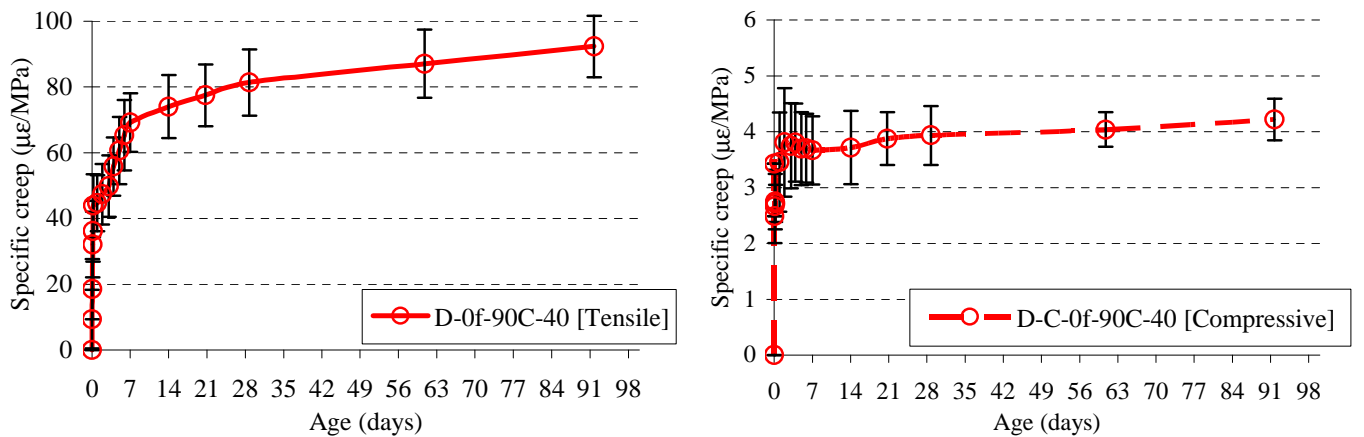 Specific creep (με/MPa)
100
80
60
40
20
0
D-0f-90C-40 [Tensile]
0 7 14 21 28 35 42 49 56 63 70 77 84 91 98
Age (days)
Specific creep (με/MPa)
6
5
4
3
2
1
0
D-C-0f-90C-40 [Compressive]
0 7 14 21 28 35 42 49 56 63 70 77 84 91 98
Age (days)